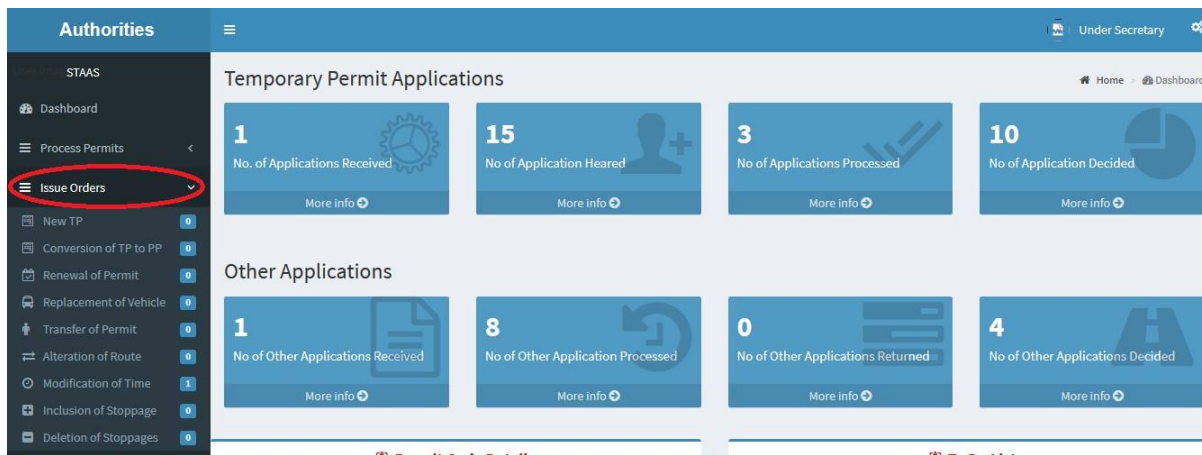 Authorities
Under Secretary
STAAS
Dashboard
Process Permits
Issue Orders
New TP 0
Conversion of TP to PP 0
Renewal of Permit 0
Replacement of Vehicle 0
Transfer of Permit 0
Alteration of Route 0
Modification of Time 1
Inclusion of Stoppage 0
Deletion of Stoppages 0
Temporary Permit Applications
Home > Dashboard
1
No. of Applications Received
More info
15
No of Application Heared
More info
3
No of Applications Processed
More info
10
No of Application Decided
More info
Other Applications
1
No of Other Applications Received
More info
8
No of Other Application Processed
More info
0
No of Other Applications Returned
More info
4
No of Other Applications Decided
More info